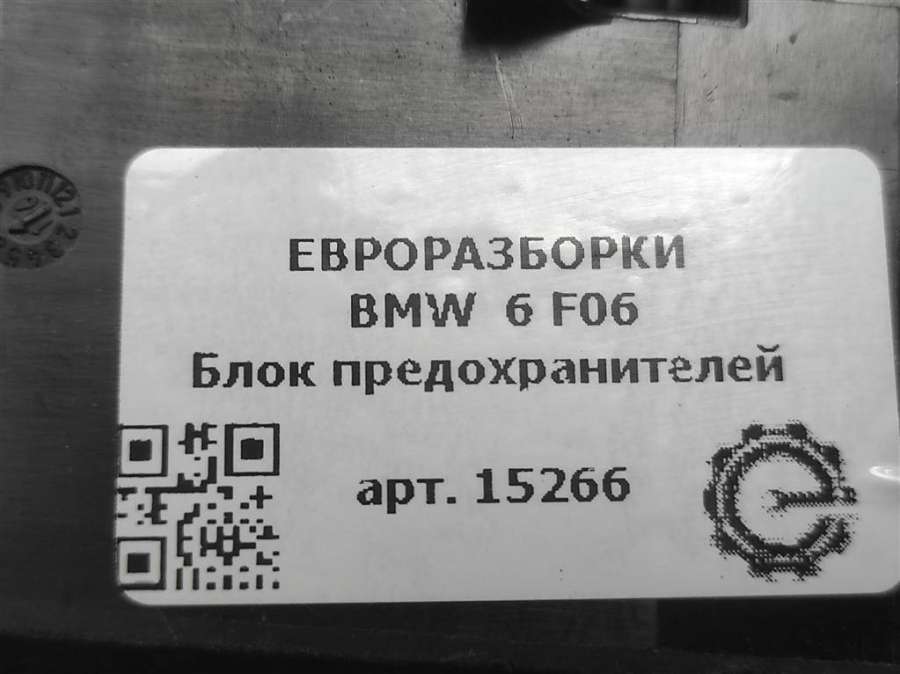 ЕВРОРАЗБОРКИ
BMW 6 F06
Блок предохранителей
арт. 15266